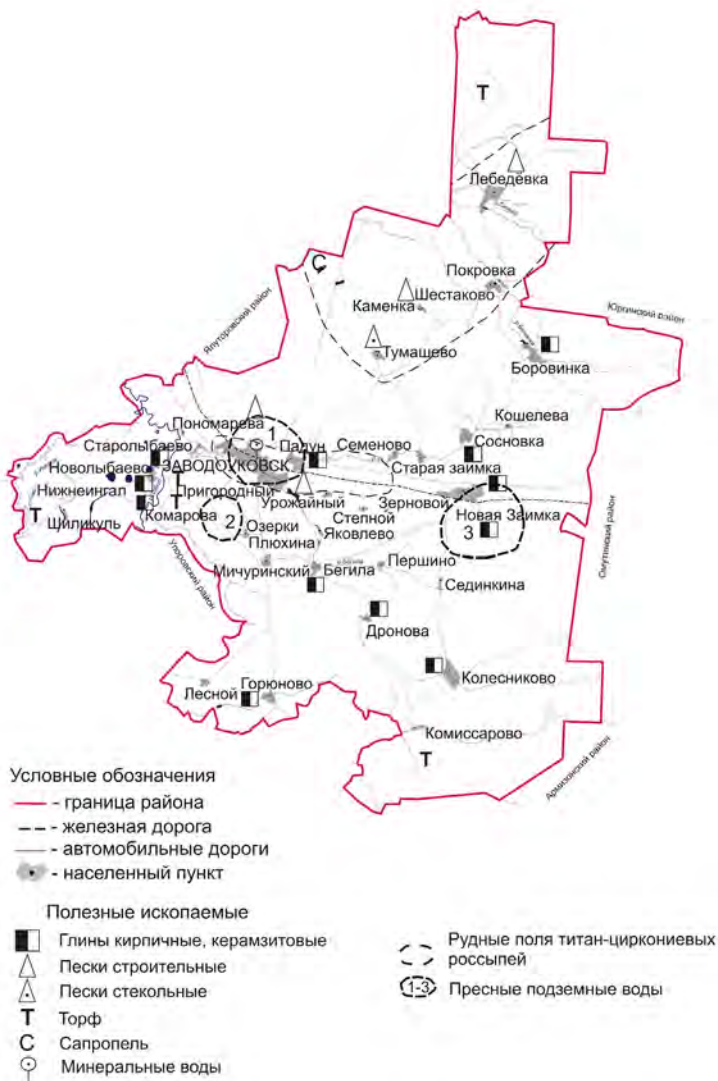 Т
Лебедевка
С
Покровка
Шестаково
Каменка
Ялуторовский район
Юргинский район
Тумашево
Боровинка
Пономарева
1
Кошелева
Старолыбаево
Падун
Семеново
Сосновка
Новолыбаево
ЗАВОДОУКОВСК
Старая заимка
Нижнеингал
Пригородный
Урожайный
Зерновой
Т
Комарова
2
Степной
Новая Заимка
Щиликуль
Озерки
Яковлево
3
Омутинский район
Плюхина
Упоровский район
Мичуринский
Бегила
Першино
Сединкина
Дронова
Лесной
Горюново
Колесниково
Комиссарово
Т
Армизонский район
Условные обозначения
- граница района
- железная дорога
- автомобильные дороги
- населенный пункт
Полезные ископаемые
Глины кирпичные, керамзитовые
Пески строительные
Пески стекольные
Т Торф
С Сапропель
Минеральные воды
Рудные поля титан-циркониевых
россыпей
1-3 Пресные подземные воды